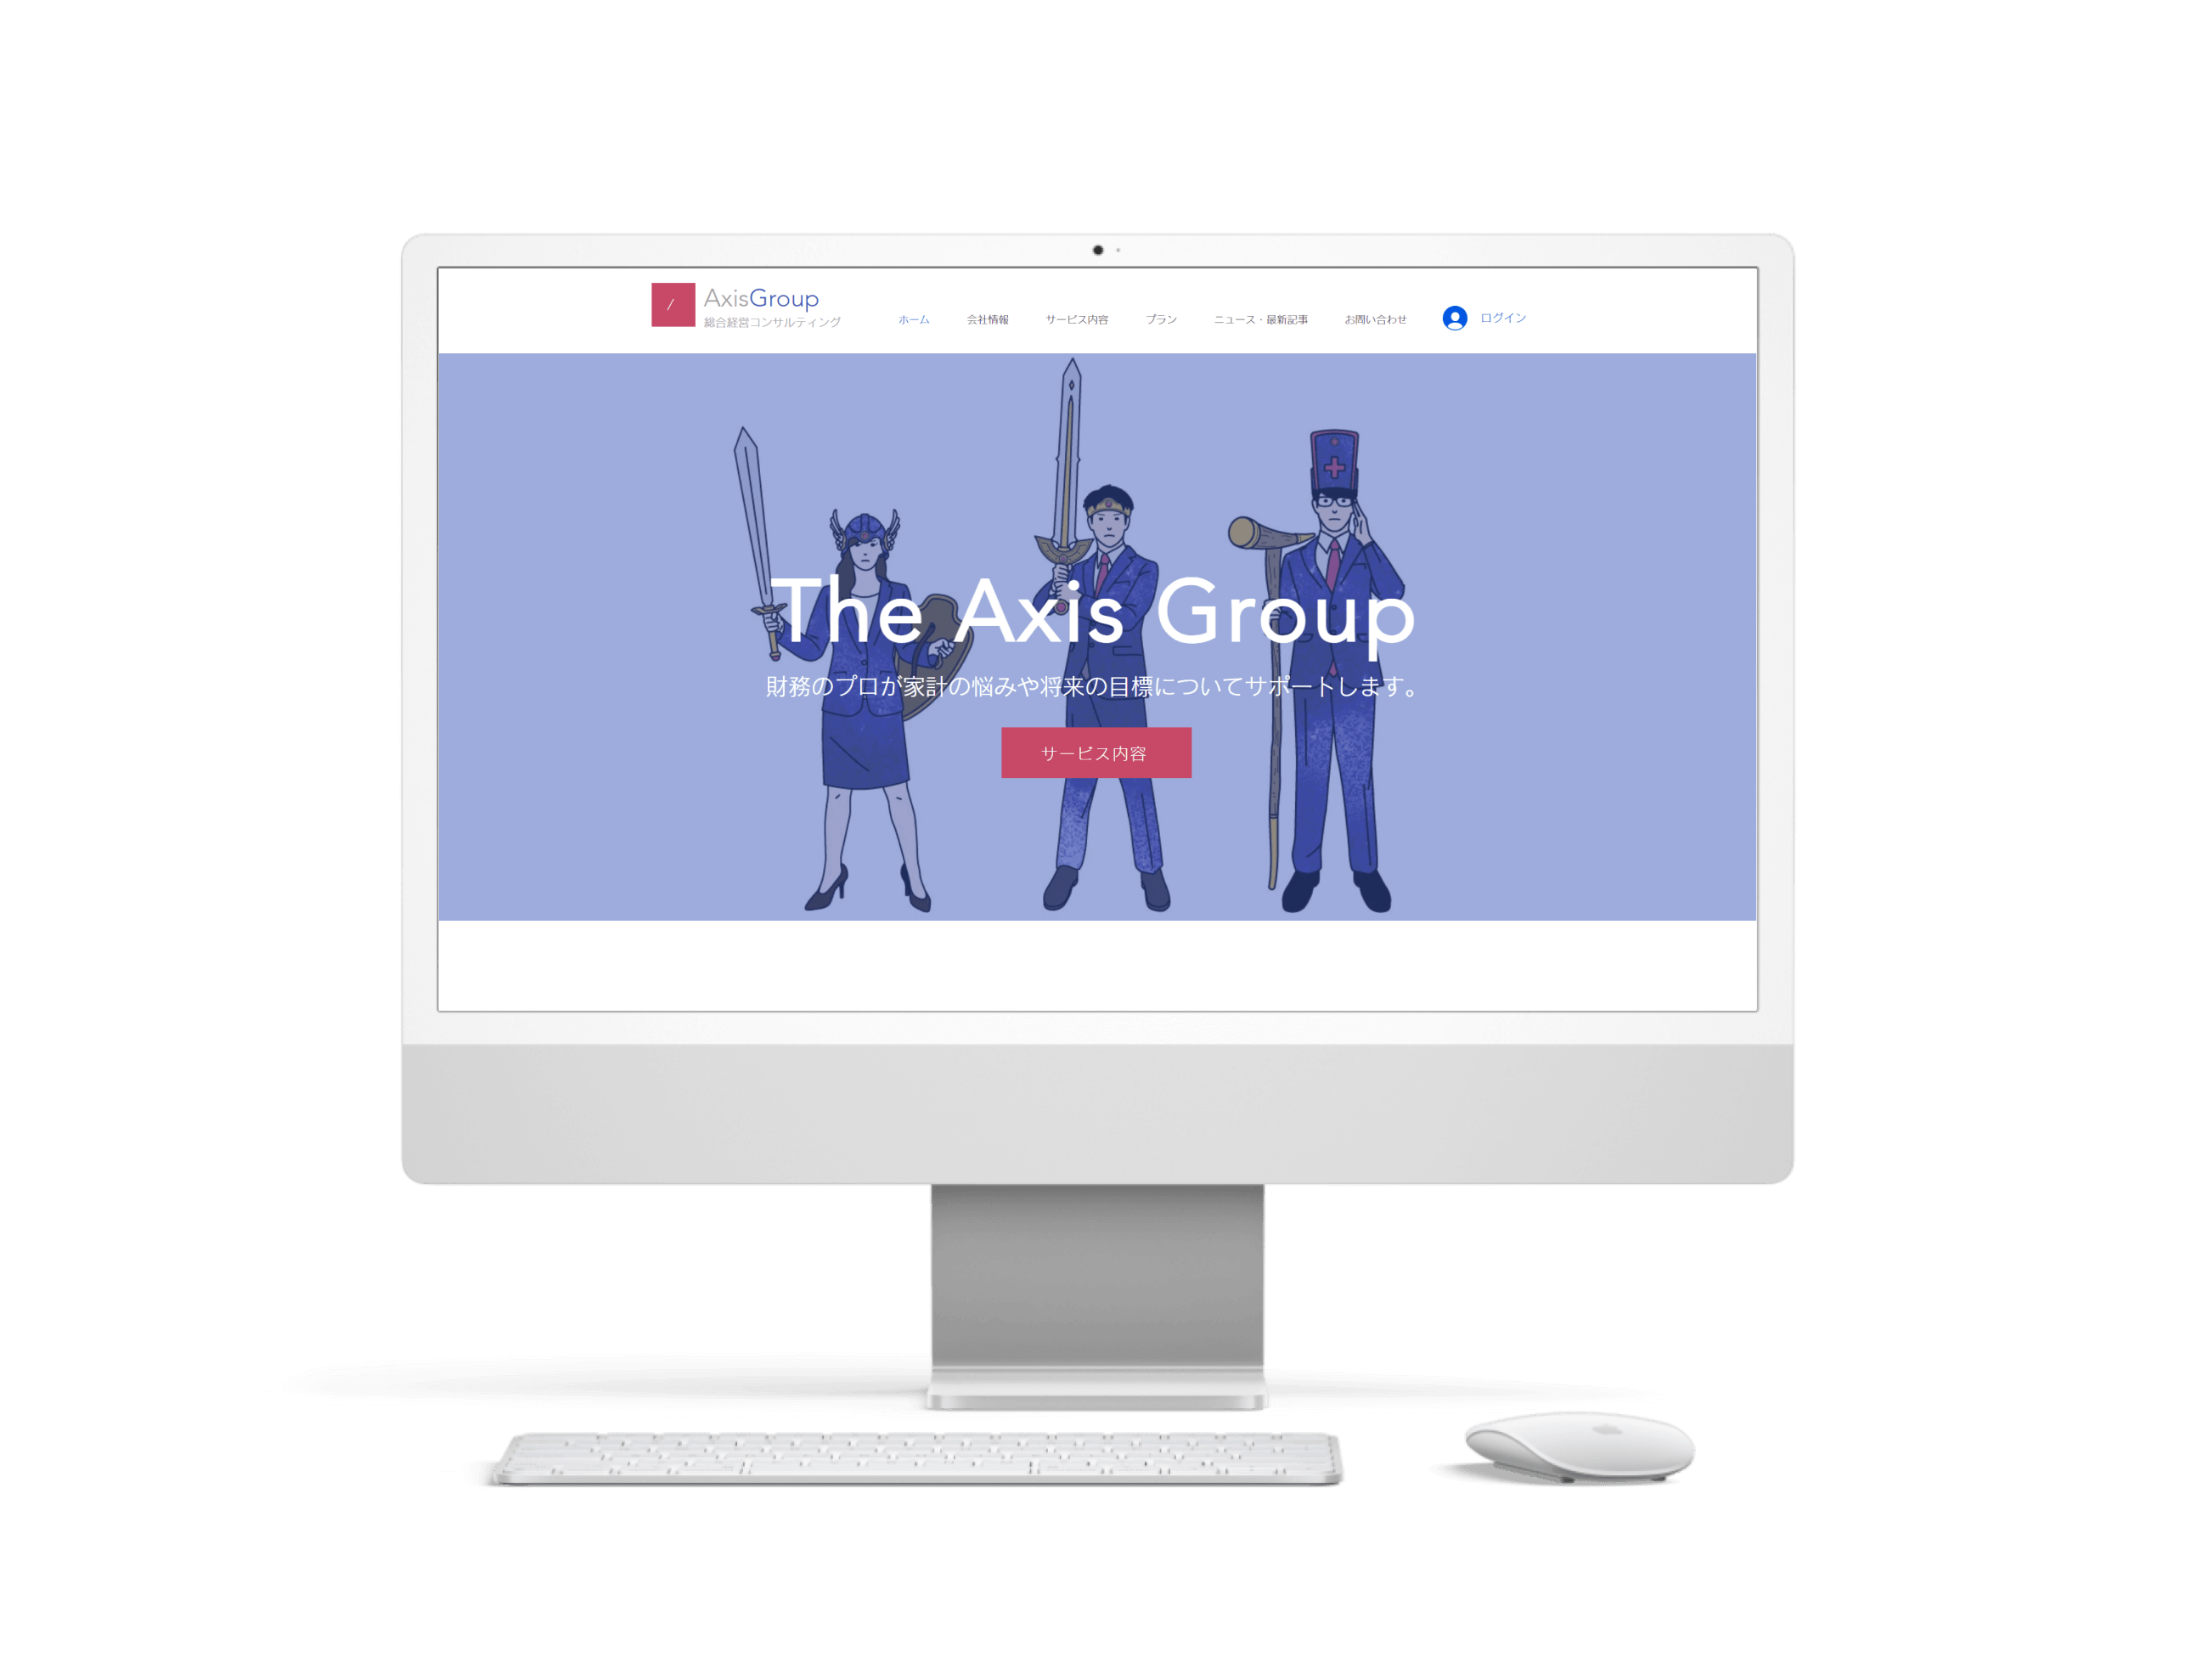 /
AxisGroup
総合経営コンサルティング
ホーム 会社情報 サービス内容 プラン ニュース・最新記事 お問い合わせ ログイン
The Axis Group
財務のプロが家計の悩みや将来の目標についてサポートします。
サービス内容